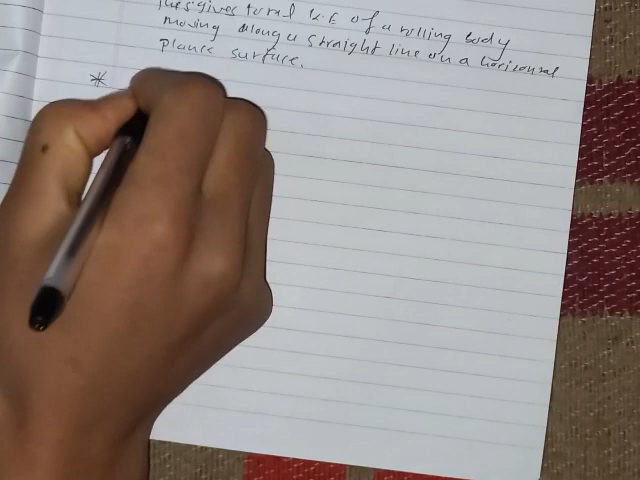 This gives total K.E of a rolling body
moving along a straight line on a horizontal
plane surface.
*